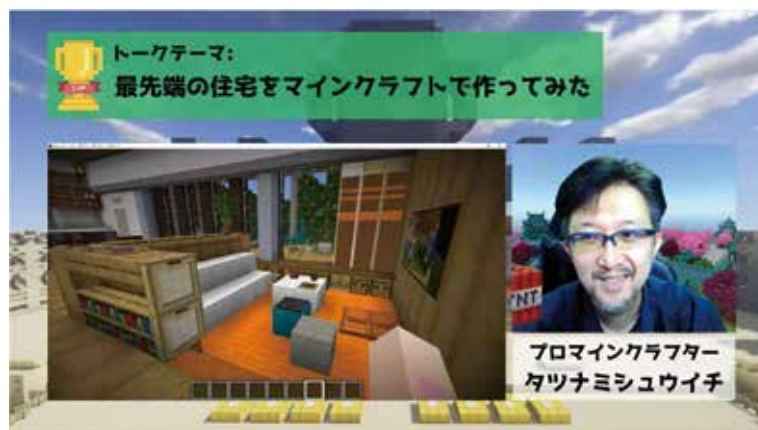 トークテーマ:
最先端の住宅をマインクラフトで作ってみた
TNT
プロマインクラフター
タツナミシュウイチ